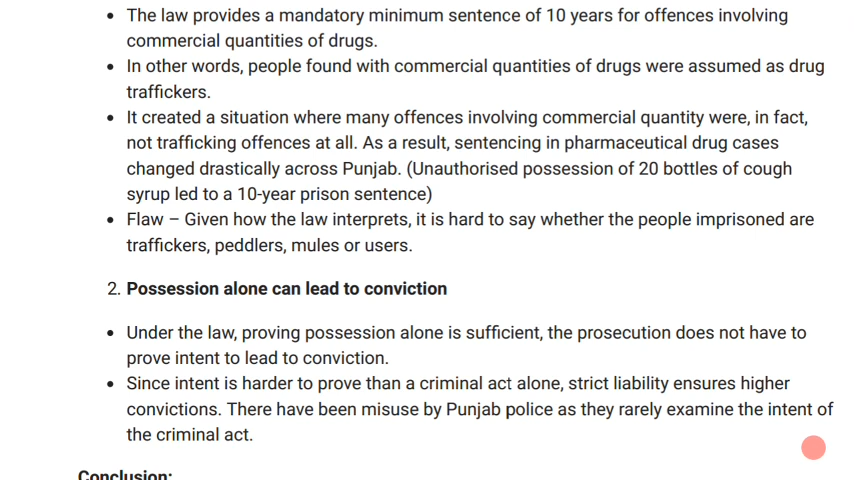 • The law provides a mandatory minimum sentence of 10 years for offences involving
commercial quantities of drugs.
• In other words, people found with commercial quantities of drugs were assumed as drug
traffickers.
• It created a situation where many offences involving commercial quantity were, in fact,
not trafficking offences at all. As a result, sentencing in pharmaceutical drug cases
changed drastically across Punjab. (Unauthorised possession of 20 bottles of cough
syrup led to a 10-year prison sentence)
• Flaw – Given how the law interprets, it is hard to say whether the people imprisoned are
traffickers, peddlers, mules or users.
2. Possession alone can lead to conviction
• Under the law, proving possession alone is sufficient, the prosecution does not have to
prove intent to lead to conviction.
• Since intent is harder to prove than a criminal act alone, strict liability ensures higher
convictions. There have been misuse by Punjab police as they rarely examine the intent of
the criminal act.
Conclusion: